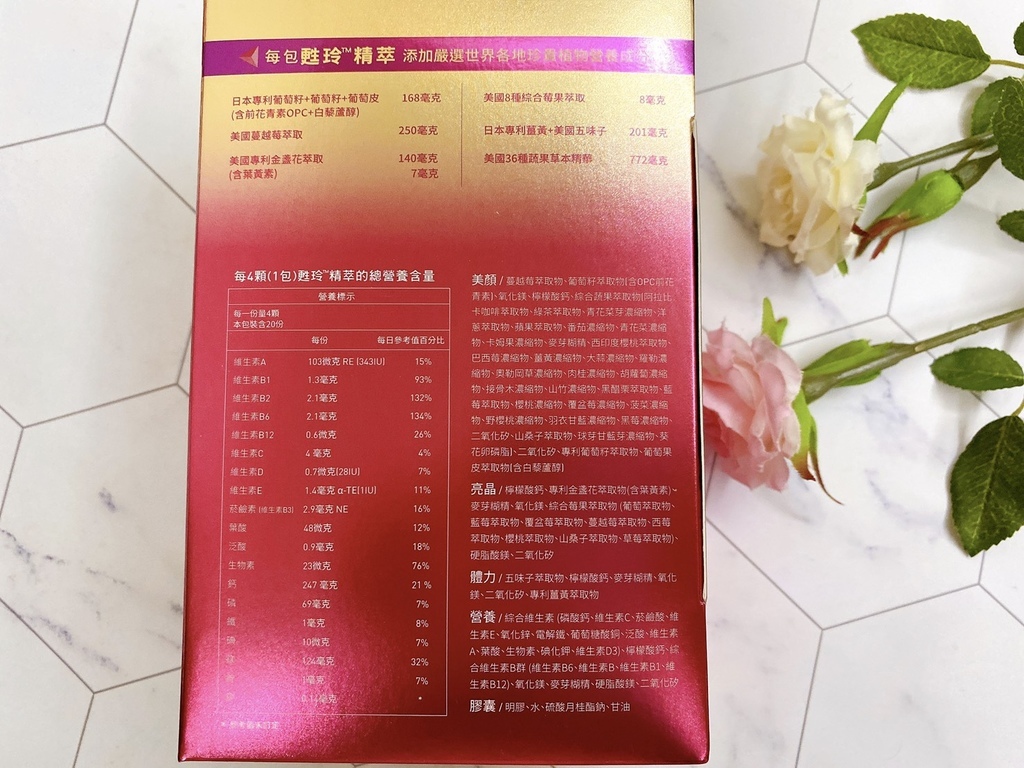 每包甦玲™精萃 添加嚴選世界各地珍貴植物營養成
日本專利葡萄籽+葡萄籽+葡萄皮 168毫克
(含前花青素OPC+白藜蘆醇)
美國蔓越莓萃取 250毫克
美國專利金盞花萃取 140毫克
(含葉黃素) 7毫克
美國8種綜合莓果萃取 8毫克
日本專利薑黃+美國五味子 201毫克
美國36種蔬果草本精華 772毫克
每4顆(1包)甦玲™精萃的總營養含量
營養標示
每一份量4顆
本包裝含20份
每份 每日參考值百分比
維生素A 103微克 RE (343IU) 15%
維生素B1 1.3毫克 93%
維生素B2 2.1毫克 132%
維生素B6 2.1毫克 134%
維生素B12 0.6微克 26%
維生素C 4 毫克 4%
維生素D 0.7微克(28IU) 7%
維生素E 1.4毫克 α-TE(1IU) 11%
菸鹼素 (維生素B3) 2.9毫克 NE 16%
葉酸 48微克 12%
泛酸 0.9毫克 18%
生物素 23微克 76%
鈣 247 毫克 21 %
磷 69毫克 7%
鐵 1毫克 8%
碘 10微克 7%
鎂 124毫克 32%
鋅 1毫克 7%
毫克 *
*參考值未訂定
美顏 / 蔓越莓萃取物、葡萄籽萃取物(含OPC前花
青素)、氧化鎂、檸檬酸鈣、綜合蔬果萃取物(阿拉比
卡咖啡萃取物、綠茶萃取物、青花菜芽濃縮物、洋
蔥萃取物、蘋果萃取物、番茄濃縮物、青花菜濃縮
物、卡姆果濃縮物、麥芽糊精、西印度櫻桃萃取物、
巴西莓濃縮物、薑黃濃縮物、大蒜濃縮物、羅勒濃
縮物、奧勒岡草濃縮物、肉桂濃縮物、胡蘿蔔濃縮
物、接骨木濃縮物、山竹濃縮物、黑醋栗萃取物、藍
莓萃取物、櫻桃濃縮物、覆盆莓濃縮物、菠菜濃縮
物、野櫻桃濃縮物、羽衣甘藍濃縮物、黑莓濃縮物、
二氧化矽、山桑子萃取物、球芽甘藍芽濃縮物、葵
花卵磷脂)、二氧化矽、專利葡萄籽萃取物、葡萄果
皮萃取物(含白藜蘆醇)
亮晶 / 檸檬酸鈣、專利金盞花萃取物(含葉黃素)、
麥芽糊精、氧化鎂、綜合莓果萃取物 (葡萄萃取物、
藍莓萃取物、覆盆莓萃取物、蔓越莓萃取物、西莓
萃取物、櫻桃萃取物、山桑子萃取物、草莓萃取物)、
硬脂酸鎂、二氧化矽
體力 / 五味子萃取物、檸檬酸鈣、麥芽糊精、氧化
鎂、二氧化矽、專利薑黃萃取物
營養 / 綜合維生素 (磷酸鈣、維生素C、菸鹼酸、維
生素E、氧化鋅、電解鐵、葡萄糖酸銅、泛酸、維生素
A、葉酸、生物素、碘化鉀、維生素D3)、檸檬酸鈣、綜
合維生素B群 (維生素B6、維生素B、維生素B1、維
生素B12)、氧化鎂、麥芽糊精、硬脂酸鎂、二氧化矽
膠囊 / 明膠、水、硫酸月桂酯鈉、甘油